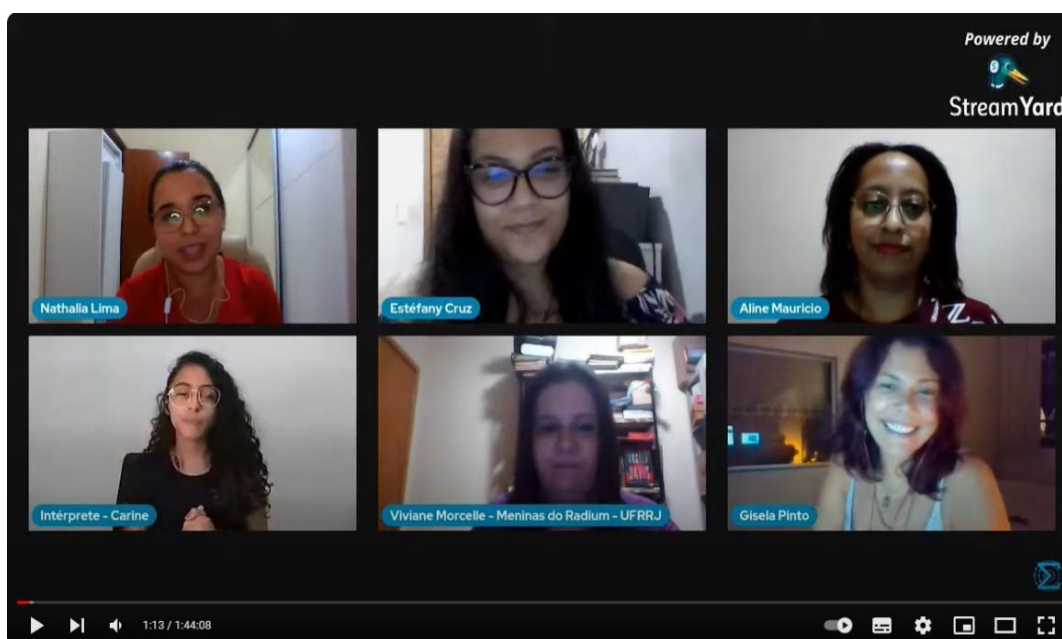 Powered by
StreamYard
Nathalia Lima
Estéfany Cruz
Aline Mauricio
Intérprete - Carine
Viviane Morcelle - Meninas do Radium - UFRRJ
Gisela Pinto
1:13 / 1:44:08